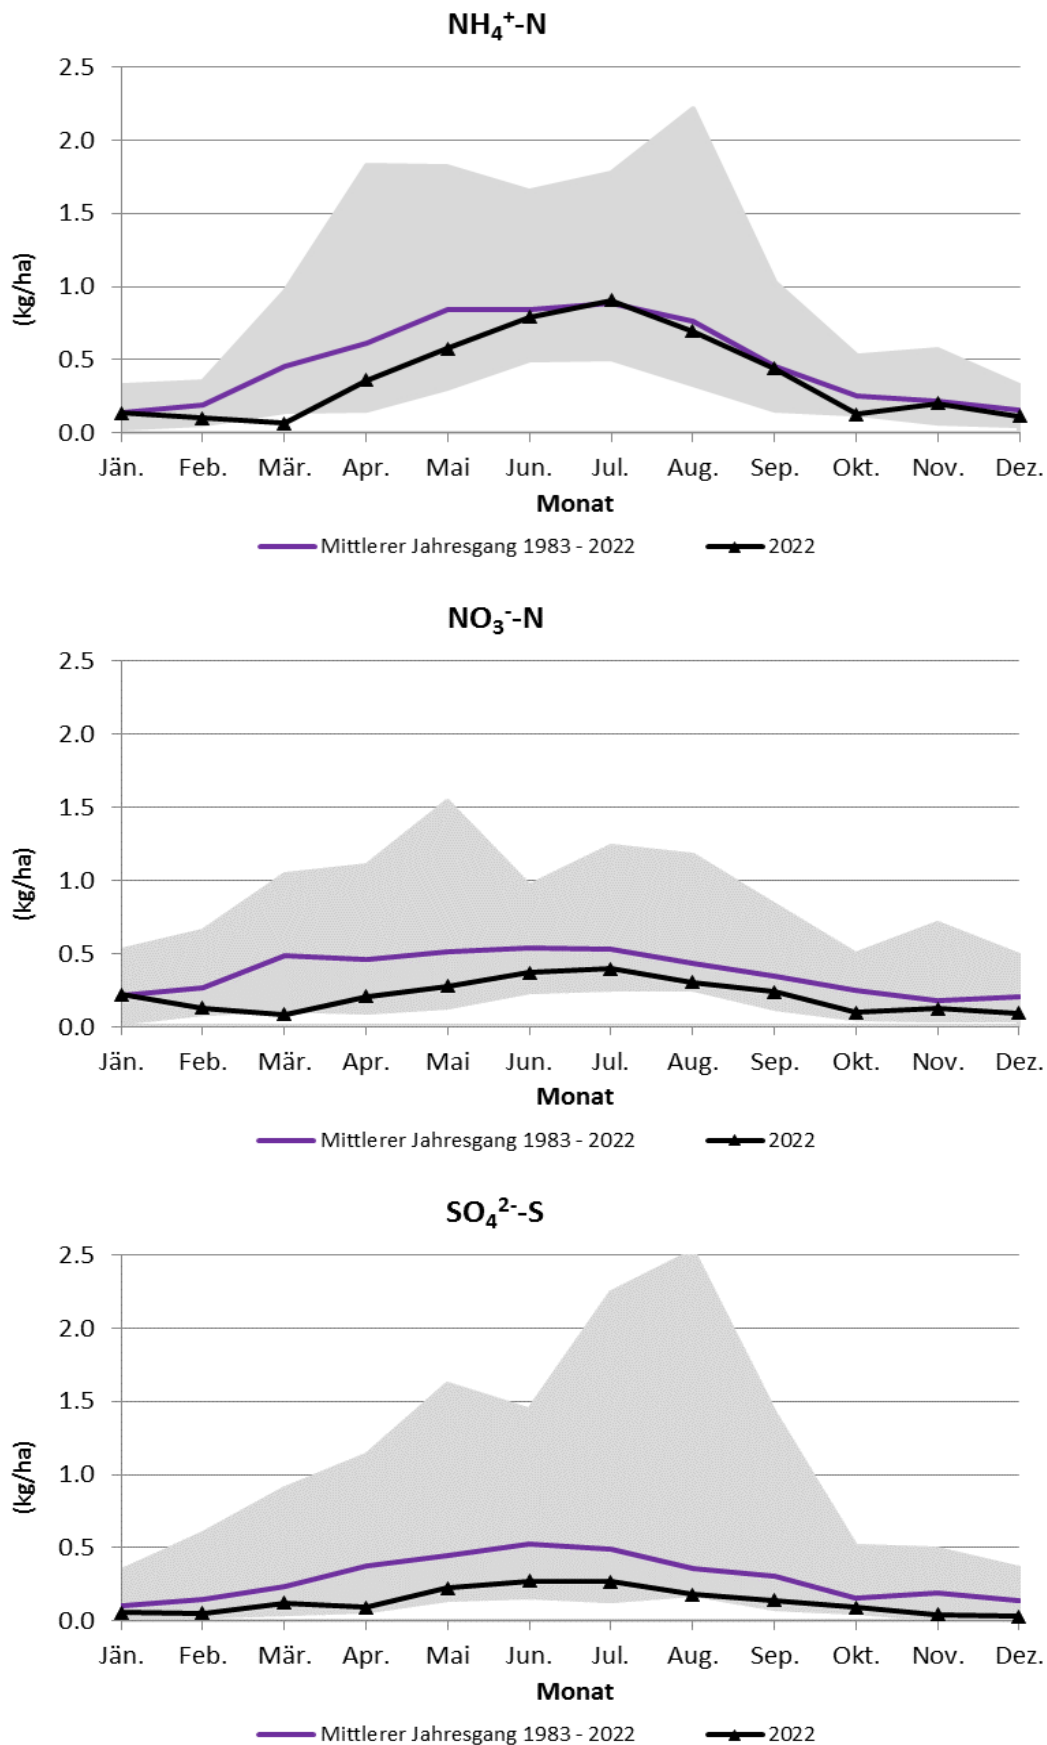 NH₄⁺-N
2.5
2.0
1.5
1.0
0.5
0.0
(kg/ha)
Jän. Feb. Mär. Apr. Mai Jun. Jul. Aug. Sep. Okt. Nov. Dez.
Monat
Mittlerer Jahresgang 1983 - 2022 2022
NO₃⁻-N
2.5
2.0
1.5
1.0
0.5
0.0
(kg/ha)
Jän. Feb. Mär. Apr. Mai Jun. Jul. Aug. Sep. Okt. Nov. Dez.
Monat
Mittlerer Jahresgang 1983 - 2022 2022
SO₄²⁻-S
2.5
2.0
1.5
1.0
0.5
0.0
(kg/ha)
Jän. Feb. Mär. Apr. Mai Jun. Jul. Aug. Sep. Okt. Nov. Dez.
Monat
Mittlerer Jahresgang 1983 - 2022 2022